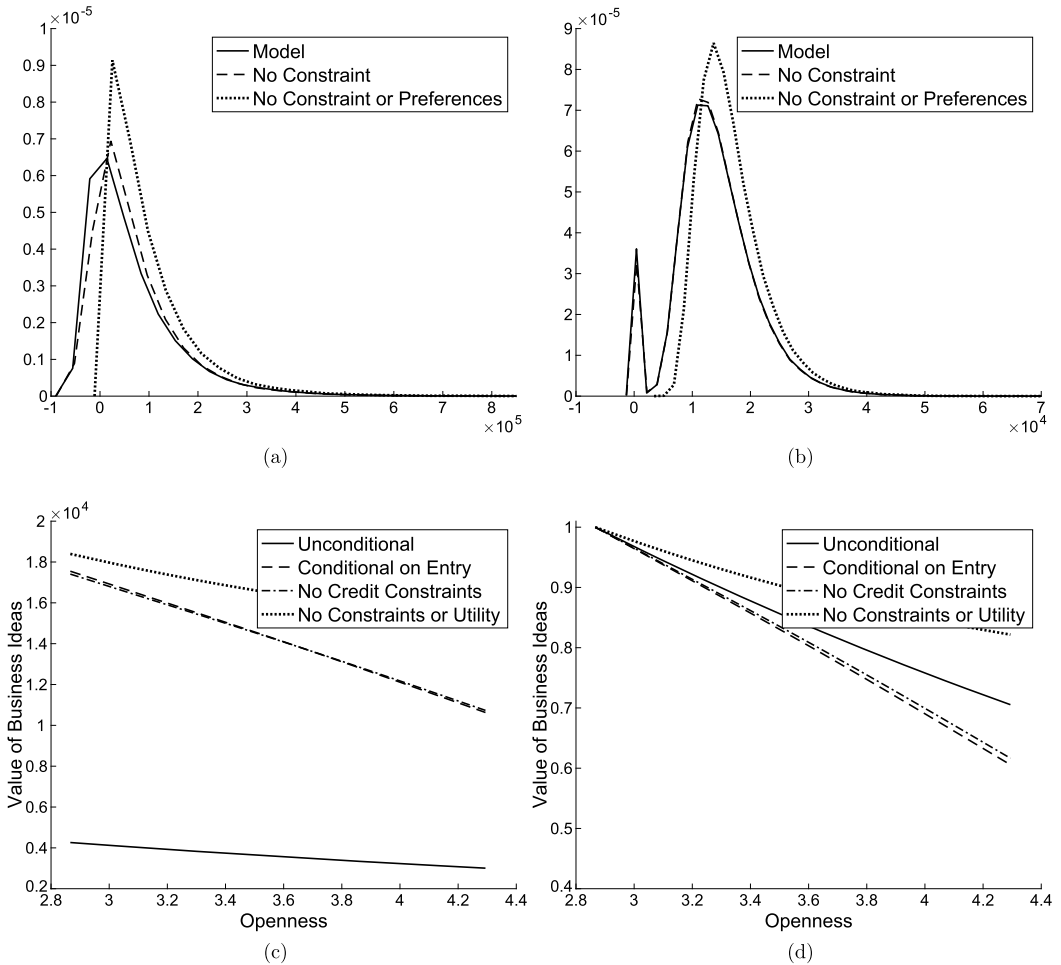 ×10^-5
1
0.9
0.8
0.7
0.6
0.5
0.4
0.3
0.2
0.1
0
-1 0 1 2 3 4 5 6 7 8
×10^5
Model
No Constraint
No Constraint or Preferences
(a)
×10^-5
9
8
7
6
5
4
3
2
1
0
-1 0 1 2 3 4 5 6 7
×10^4
Model
No Constraint
No Constraint or Preferences
(b)
×10^4
2
1.8
1.6
1.4
1.2
1
0.8
0.6
0.4
0.2
2.8 3 3.2 3.4 3.6 3.8 4 4.2 4.4
Value of Business Ideas
Openness
Unconditional
Conditional on Entry
No Credit Constraints
No Constraints or Utility
(c)
1
0.9
0.8
0.7
0.6
0.5
0.4
2.8 3 3.2 3.4 3.6 3.8 4 4.2 4.4
Value of Business Ideas
Openness
Unconditional
Conditional on Entry
No Credit Constraints
No Constraints or Utility
(d)